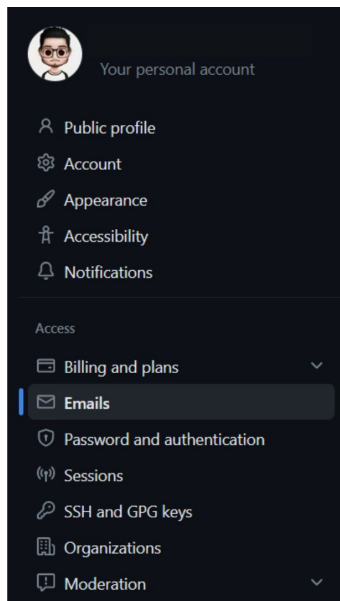 Your personal account
Public profile
Account
Appearance
Accessibility
Notifications
Access
Billing and plans
Emails
Password and authentication
Sessions
SSH and GPG keys
Organizations
Moderation